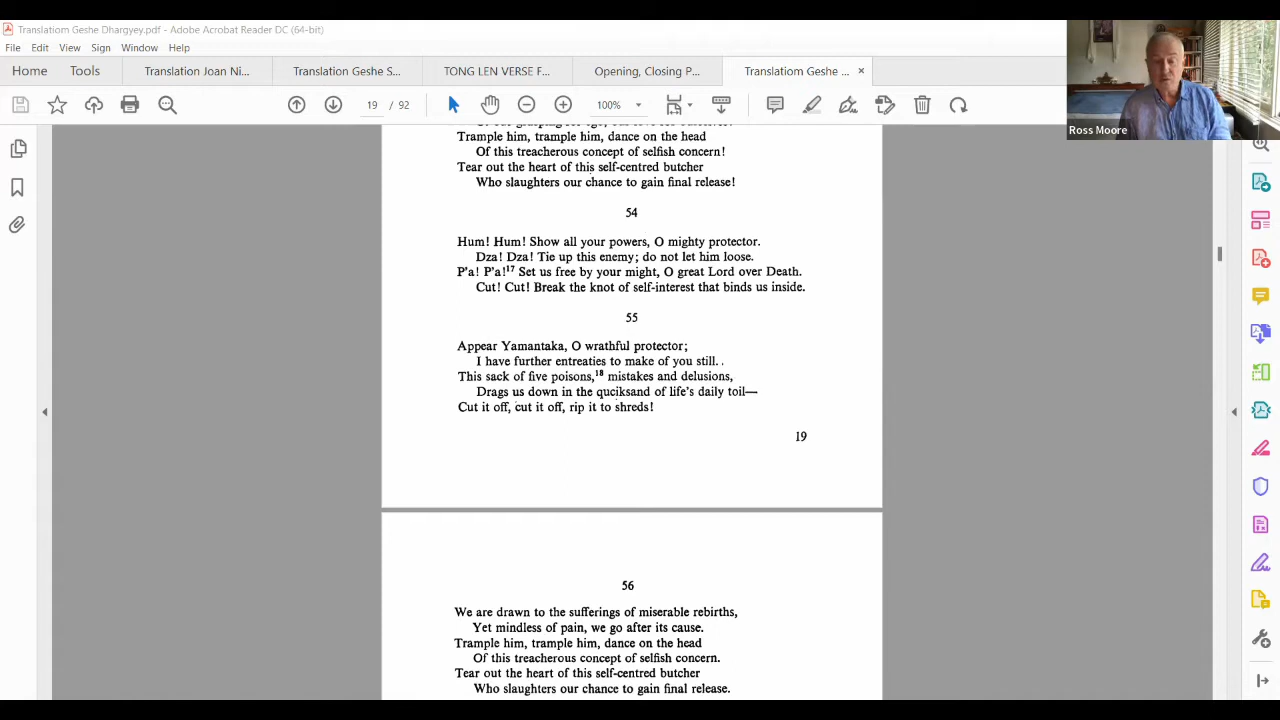 Translatiom Geshe Dhargyey.pdf - Adobe Acrobat Reader DC (64-bit)
File Edit View Sign Window Help
Home Tools Translation Joan Ni... Translation Geshe S... TONG LEN VERSE F... Opening, Closing P... Translatiom Geshe ... ×
19 / 92 100%
Ross Moore
Trample him, trample him, dance on the head
Of this treacherous concept of selfish concern!
Tear out the heart of this self-centred butcher
Who slaughters our chance to gain final release!
54
Hum! Hum! Show all your powers, O mighty protector.
Dza! Dza! Tie up this enemy; do not let him loose.
P'a! P'a!17 Set us free by your might, O great Lord over Death.
Cut! Cut! Break the knot of self-interest that binds us inside.
55
Appear Yamantaka, O wrathful protector;
I have further entreaties to make of you still. .
This sack of five poisons,18 mistakes and delusions,
Drags us down in the quciksand of life's daily toil—
Cut it off, cut it off, rip it to shreds!
19
56
We are drawn to the sufferings of miserable rebirths,
Yet mindless of pain, we go after its cause.
Trample him, trample him, dance on the head
Of this treacherous concept of selfish concern.
Tear out the heart of this self-centred butcher
Who slaughters our chance to gain final release.